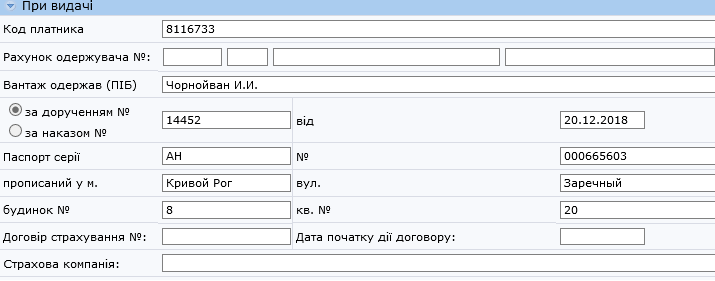 При видачі
Код платника 8116733
Рахунок одержувача №:
Вантаж одержав (ПІБ) Чорнойван И.И.
за дорученням № 14452 від 20.12.2018
за наказом №
Паспорт серії АН № 000665603
прописаний у м. Кривой Рог вул. Заречный
будинок № 8 кв. № 20
Договір страхування №: Дата початку дії договору:
Страхова компанія: